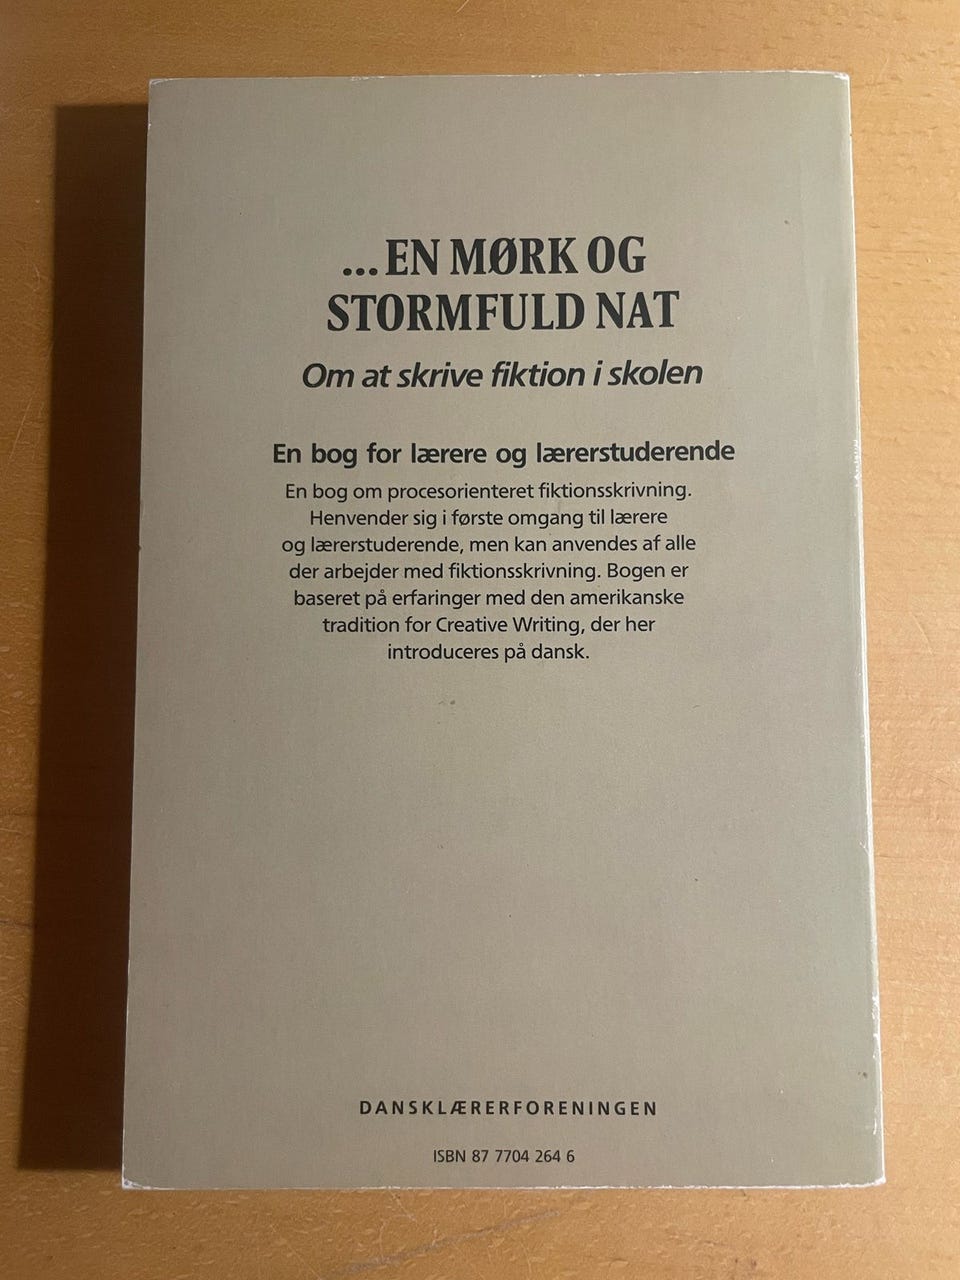 ...EN MØRK OG
STORMFULD NAT
Om at skrive fiktion i skolen
En bog for lærere og lærerstuderende
En bog om procesorienteret fiktionsskrivning.
Henvender sig i første omgang til lærere
og lærerstuderende, men kan anvendes af alle
der arbejder med fiktionsskrivning. Bogen er
baseret på erfaringer med den amerikanske
tradition for Creative Writing, der her
introduceres på dansk.
DANSKLÆRERFORENINGEN
ISBN 87 7704 264 6